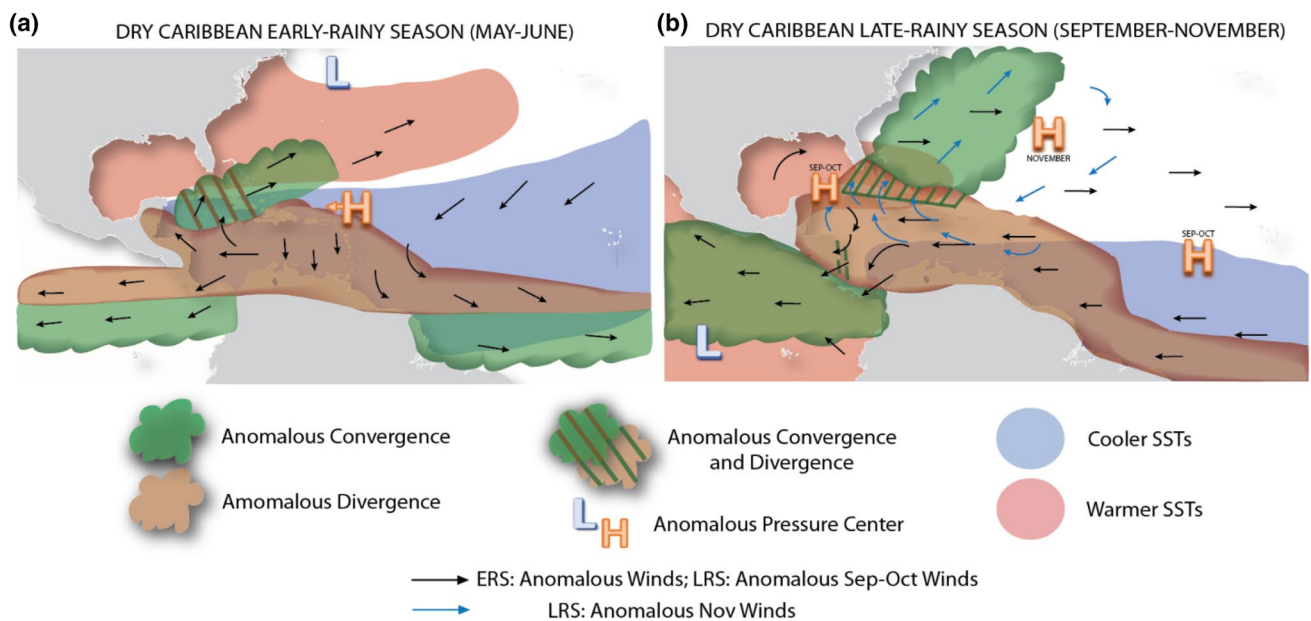 (a)
DRY CARIBBEAN EARLY-RAINY SEASON (MAY-JUNE)
L
H
(b)
DRY CARIBBEAN LATE-RAINY SEASON (SEPTEMBER-NOVEMBER)
H
NOVEMBER
SEP-OCT
H
SEP-OCT
H
L
Anomalous Convergence
Amomalous Divergence
Anomalous Convergence
and Divergence
L H
Anomalous Pressure Center
Cooler SSTs
Warmer SSTs
ERS: Anomalous Winds; LRS: Anomalous Sep-Oct Winds
LRS: Anomalous Nov Winds